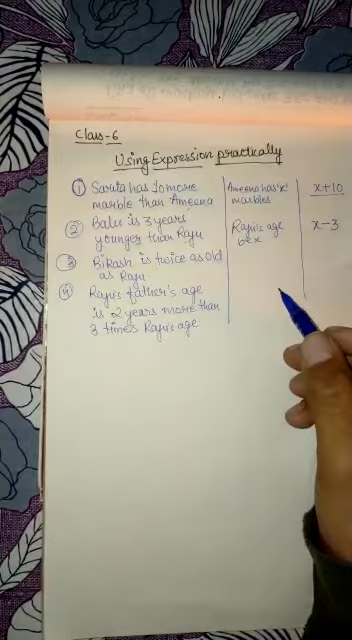 Class-6
Using Expression practically
① Sarita has 10 more
marble than Ameena
Ameena has 'x'
marbles
x+10
② Balu is 3 years
younger than Raju
Raju's age
be x
x-3
③ Bikash is twice as old
as Raju
④ Raju's father's age
is 2 years more than
3 times Raju's age